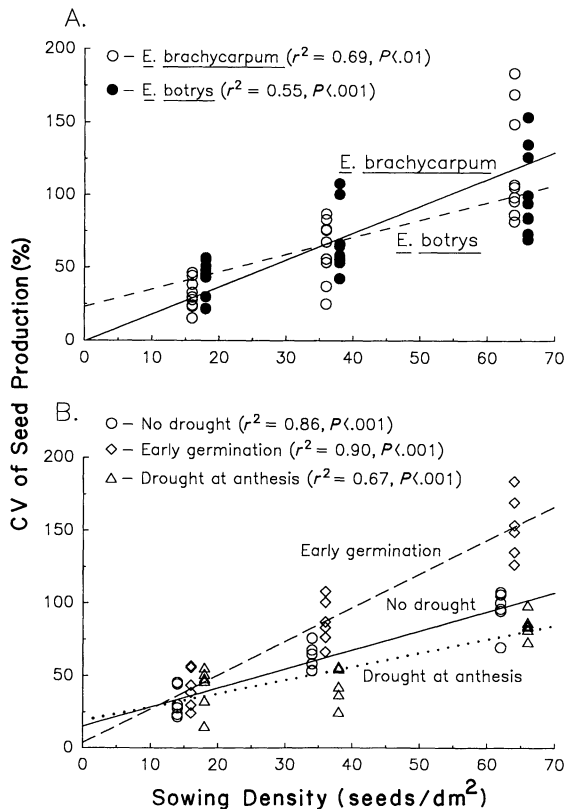 A.
200
○ – E. brachycarpum (r² = 0.69, P<.01)
● – E. botrys (r² = 0.55, P<.001)
150
E. brachycarpum
100
E. botrys
50
0
0 10 20 30 40 50 60 70
CV of Seed Production (%)
B.
○ – No drought (r² = 0.86, P<.001)
200
◇ – Early germination (r² = 0.90, P<.001)
△ – Drought at anthesis (r² = 0.67, P<.001)
150
Early germination
100
No drought
50
Drought at anthesis
0
0 10 20 30 40 50 60 70
Sowing Density (seeds/dm²)